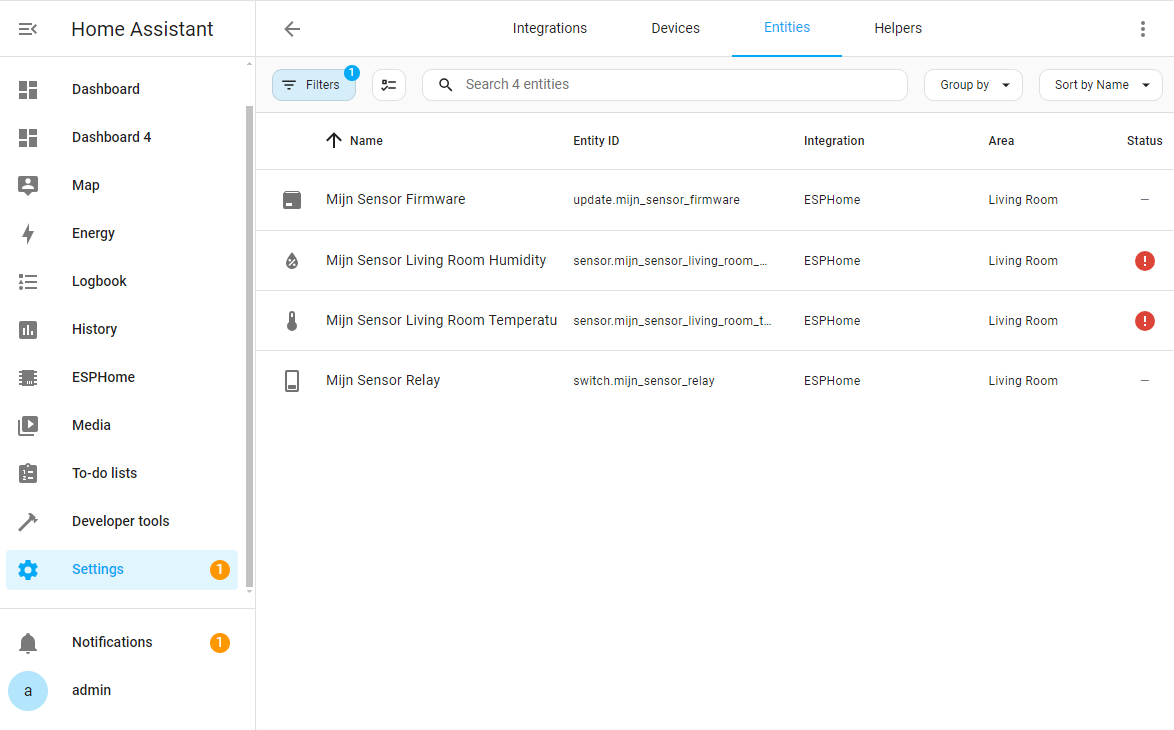 Home Assistant
Dashboard
Dashboard 4
Map
Energy
Logbook
History
ESPHome
Media
To-do lists
Developer tools
Settings 1
Notifications 1
a admin
Integrations Devices Entities Helpers
Filters 1 Search 4 entities Group by Sort by Name
Name Entity ID Integration Area Status
Mijn Sensor Firmware update.mijn_sensor_firmware ESPHome Living Room –
Mijn Sensor Living Room Humidity sensor.mijn_sensor_living_room_... ESPHome Living Room !
Mijn Sensor Living Room Temperatu sensor.mijn_sensor_living_room_t... ESPHome Living Room !
Mijn Sensor Relay switch.mijn_sensor_relay ESPHome Living Room –